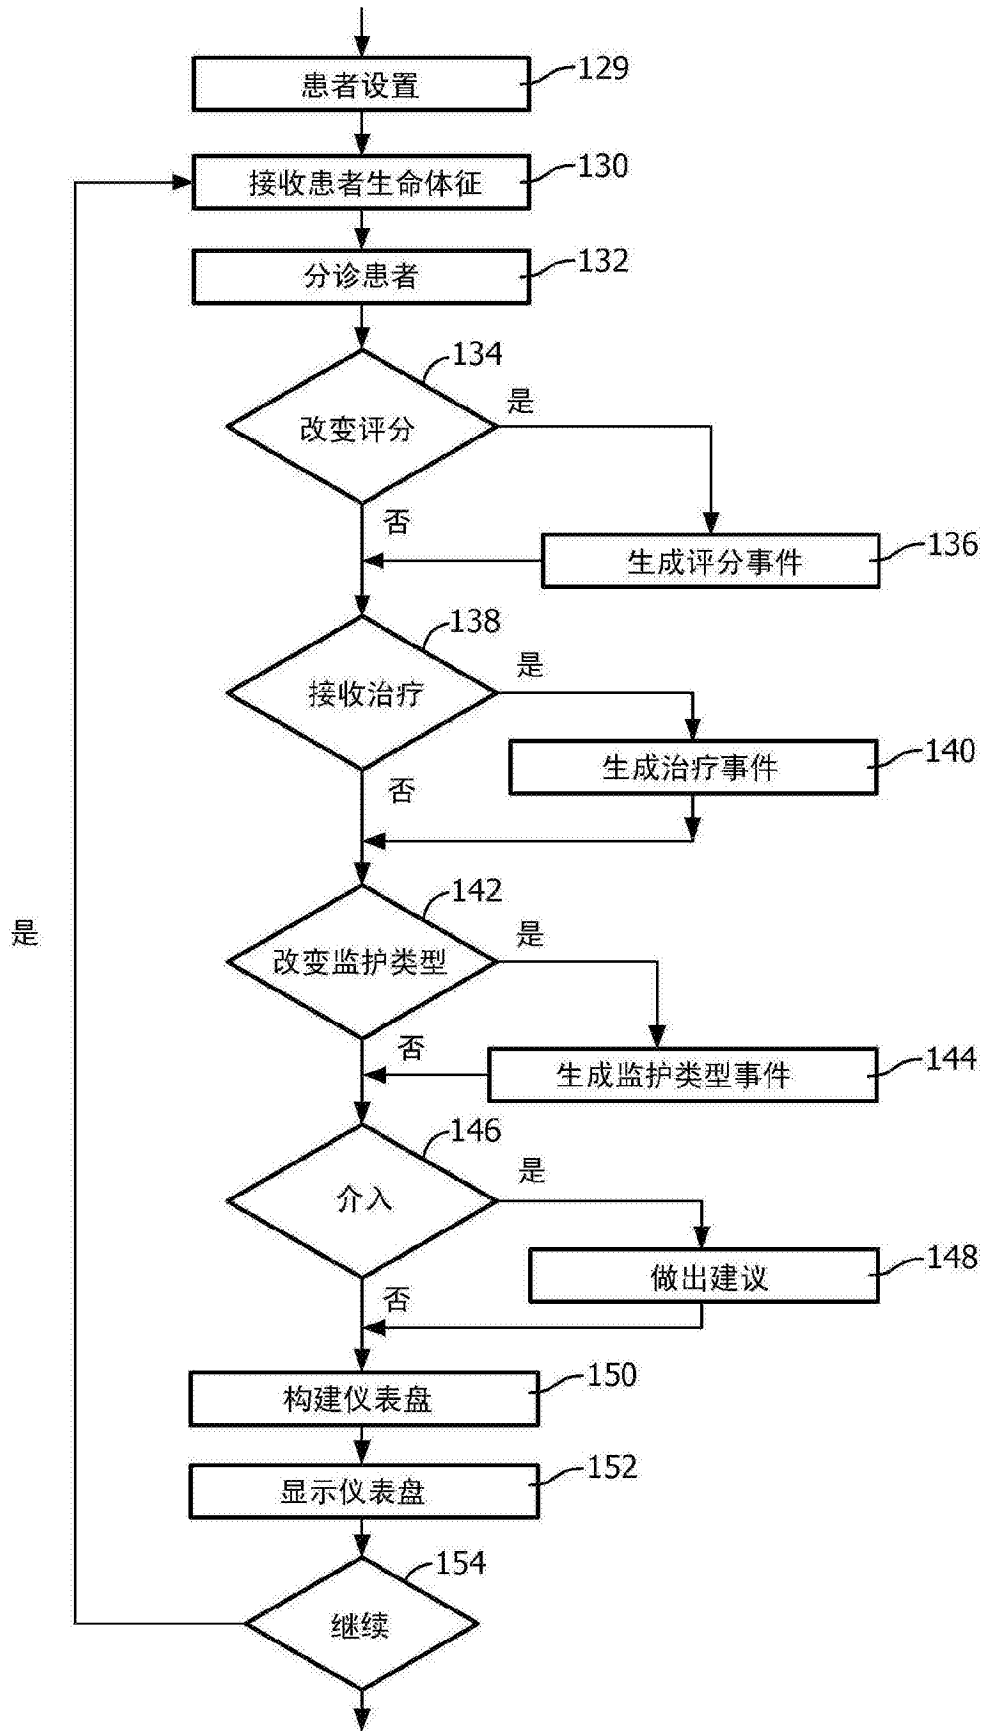 患者设置
129
接收患者生命体征
130
分诊患者
132
134
改变评分
是
否
生成评分事件
136
138
接收治疗
是
生成治疗事件
140
否
142
改变监护类型
是
是
否
生成监护类型事件
144
146
介入
是
做出建议
148
否
构建仪表盘
150
显示仪表盘
152
154
继续